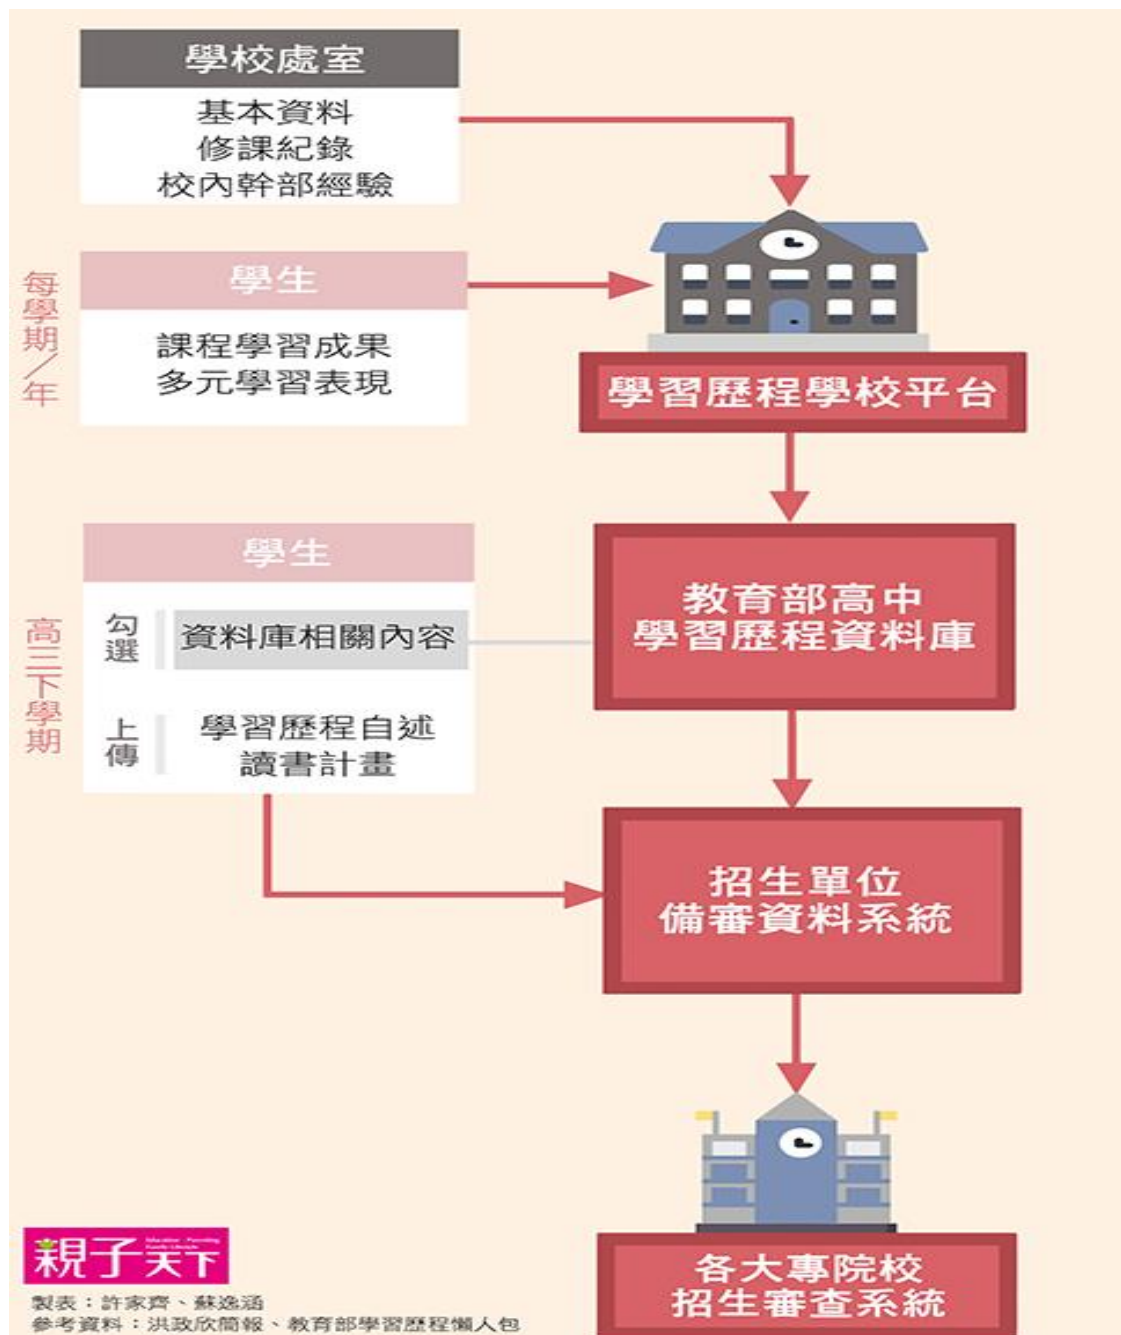 學校處室
基本資料
修課紀錄
校內幹部經驗
每學期／年
學生
課程學習成果
多元學習表現
學習歷程學校平台
高三下學期
學生
勾選
資料庫相關內容
上傳
學習歷程自述
讀書計畫
教育部高中
學習歷程資料庫
招生單位
備審資料系統
各大專院校
招生審查系統
親子天下
Education．Parenting
Family Lifestyle
製表：許家齊、蘇逸涵
參考資料：洪政欣簡報、教育部學習歷程懶人包